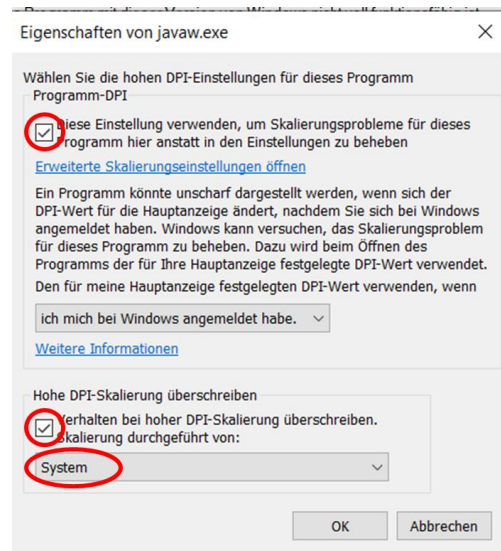 Eigenschaften von javaw.exe
Wählen Sie die hohen DPI-Einstellungen für dieses Programm
Programm-DPI
Diese Einstellung verwenden, um Skalierungsprobleme für dieses
Programm hier anstatt in den Einstellungen zu beheben
Erweiterte Skalierungseinstellungen öffnen
Ein Programm könnte unscharf dargestellt werden, wenn sich der
DPI-Wert für die Hauptanzeige ändert, nachdem Sie sich bei Windows
angemeldet haben. Windows kann versuchen, das Skalierungsproblem
für dieses Programm zu beheben. Dazu wird beim Öffnen des
Programms der für Ihre Hauptanzeige festgelegte DPI-Wert verwendet.
Den für meine Hauptanzeige festgelegten DPI-Wert verwenden, wenn
ich mich bei Windows angemeldet habe.
Weitere Informationen
Hohe DPI-Skalierung überschreiben
Verhalten bei hoher DPI-Skalierung überschreiben.
Skalierung durchgeführt von:
System
OK
Abbrechen